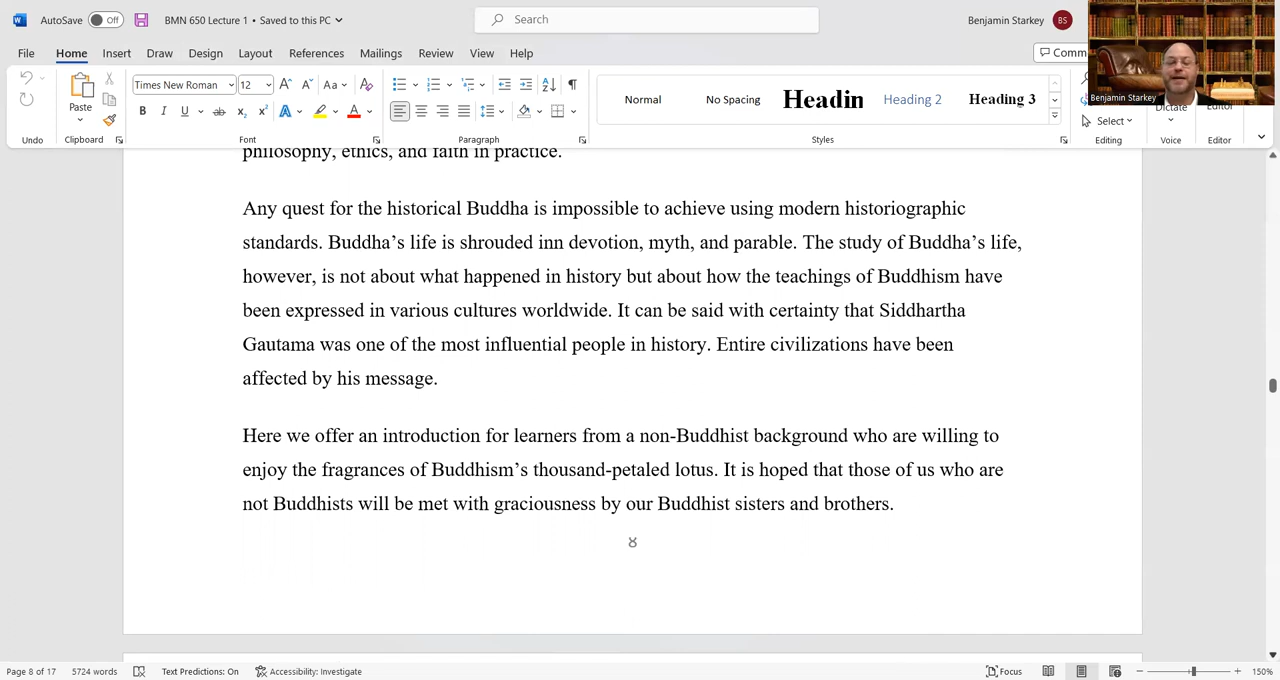 AutoSave Off BMN 650 Lecture 1 • Saved to this PC Search Benjamin Starkey BS
File Home Insert Draw Design Layout References Mailings Review View Help Comm
Benjamin Starkey
Paste Times New Roman 12 Aa Normal No Spacing Headin Heading 2 Heading 3 Dictate Editor
B I U ab x₂ x² A A Select
Undo Clipboard Font Paragraph Styles Editing Voice Editor
philosophy, ethics, and faith in practice.
Any quest for the historical Buddha is impossible to achieve using modern historiographic
standards. Buddha’s life is shrouded inn devotion, myth, and parable. The study of Buddha’s life,
however, is not about what happened in history but about how the teachings of Buddhism have
been expressed in various cultures worldwide. It can be said with certainty that Siddhartha
Gautama was one of the most influential people in history. Entire civilizations have been
affected by his message.
Here we offer an introduction for learners from a non-Buddhist background who are willing to
enjoy the fragrances of Buddhism’s thousand-petaled lotus. It is hoped that those of us who are
not Buddhists will be met with graciousness by our Buddhist sisters and brothers.
8
Page 8 of 17 5724 words Text Predictions: On Accessibility: Investigate Focus 150%